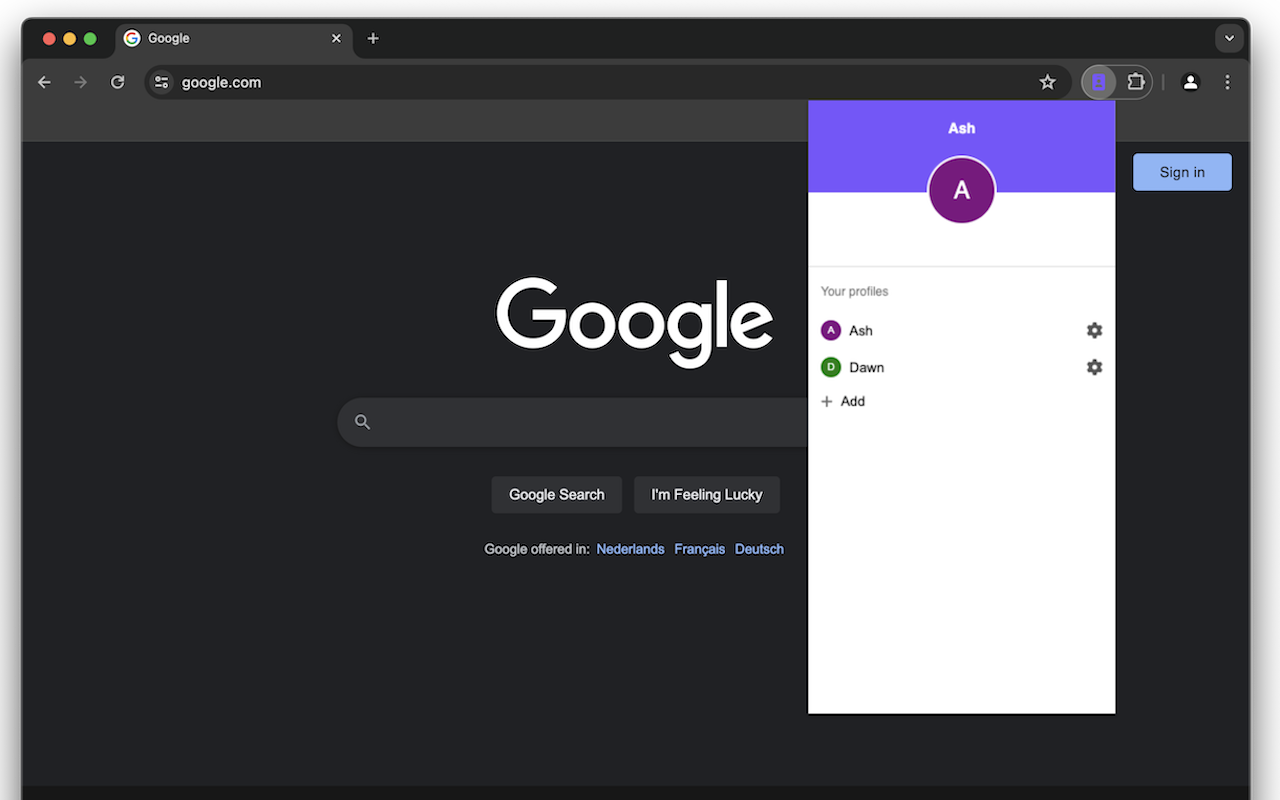 Google
google.com
Ash
A
Sign in
Google
Your profiles
A Ash
D Dawn
+ Add
Google Search
I'm Feeling Lucky
Google offered in: Nederlands Français Deutsch